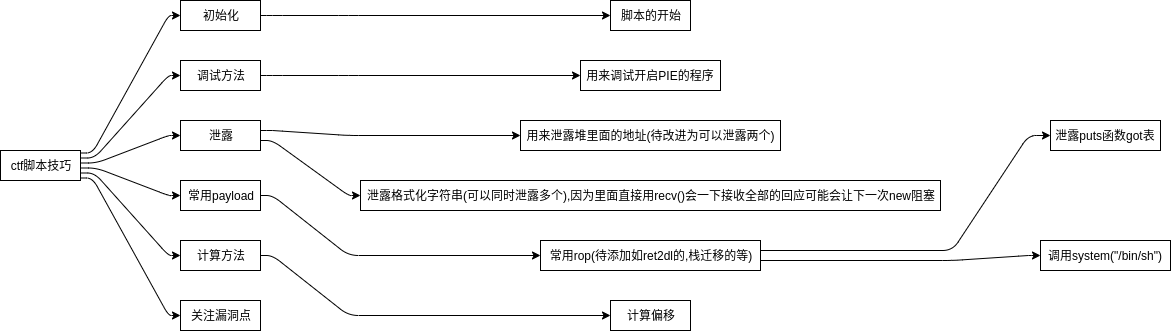 初始化
脚本的开始
调试方法
用来调试开启PIE的程序
泄露
用来泄露堆里面的地址(待改进为可以泄露两个)
泄露puts函数got表
ctf脚本技巧
常用payload
泄露格式化字符串(可以同时泄露多个),因为里面直接用recv()会一下接收全部的回应可能会让下一次new阻塞
计算方法
常用rop(待添加如ret2dl的,栈迁移的等)
调用system("/bin/sh")
关注漏洞点
计算偏移